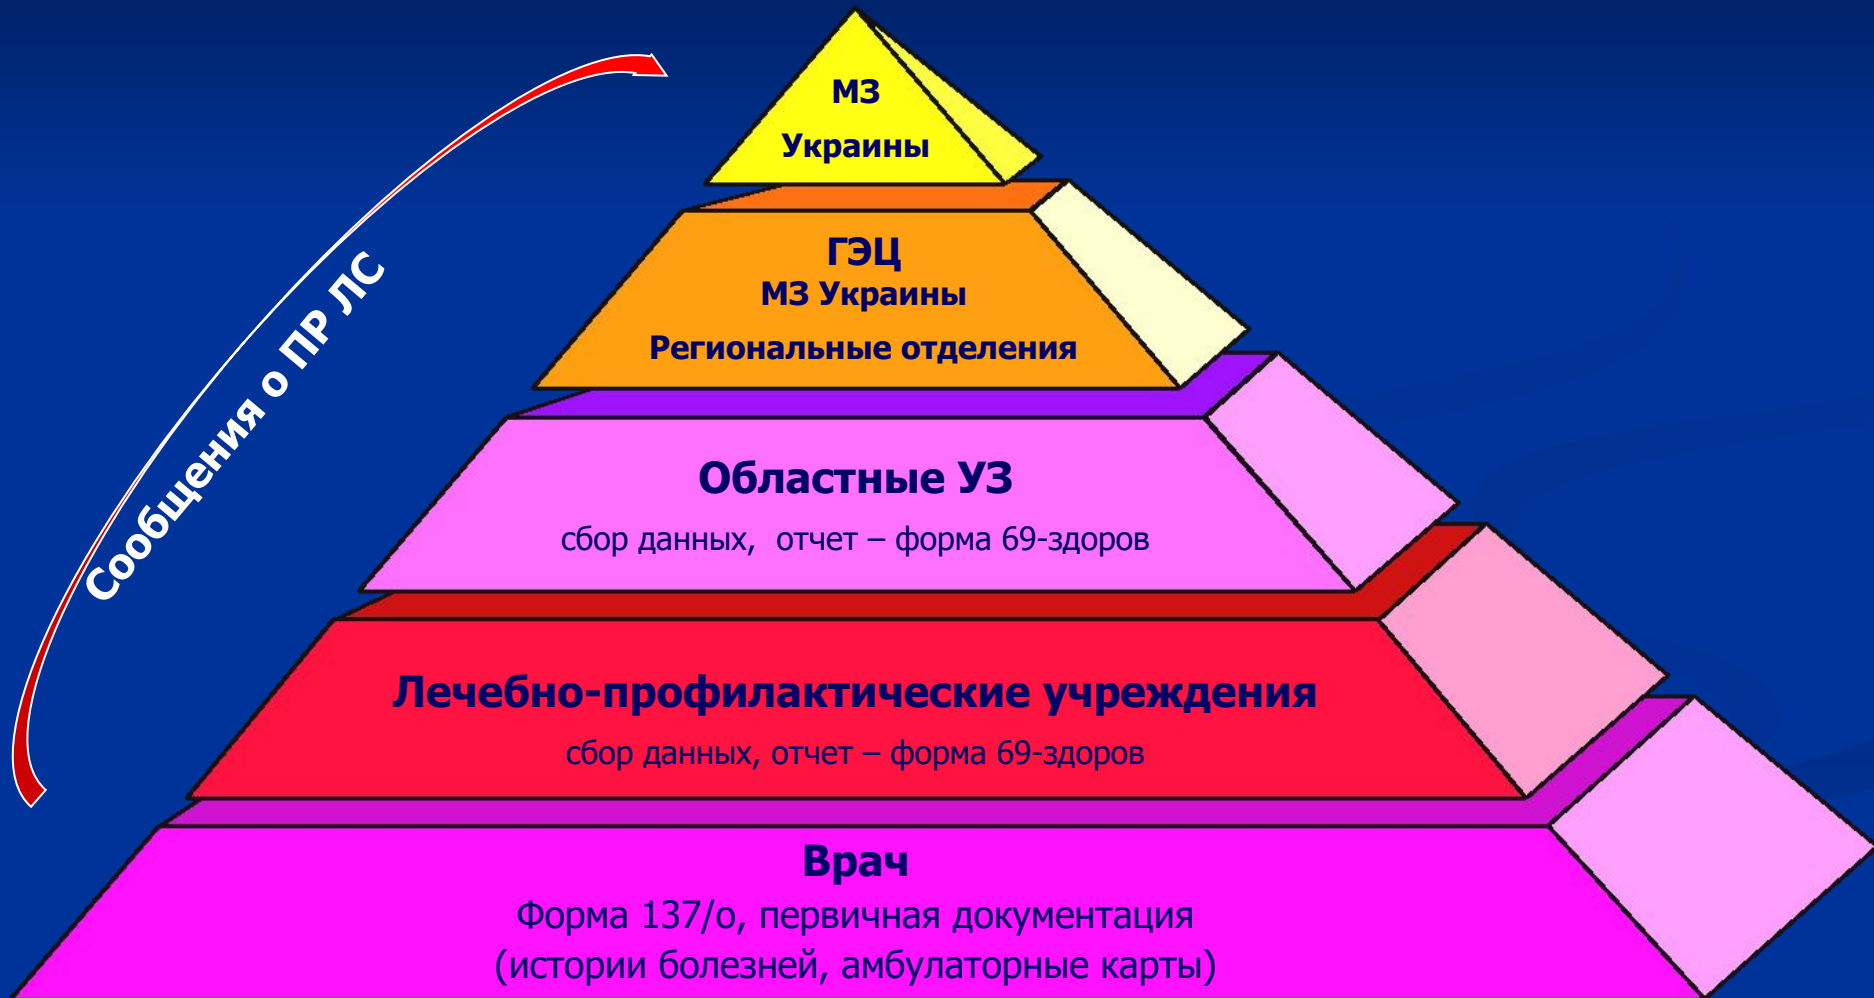 МЗ
Украины
ГЭЦ
МЗ Украины
Региональные отделения
Сообщения о ПР ЛС
Областные УЗ
сбор данных, отчет – форма 69-здоров
Лечебно-профилактические учреждения
сбор данных, отчет – форма 69-здоров
Врач
Форма 137/о, первичная документация
(истории болезней, амбулаторные карты)